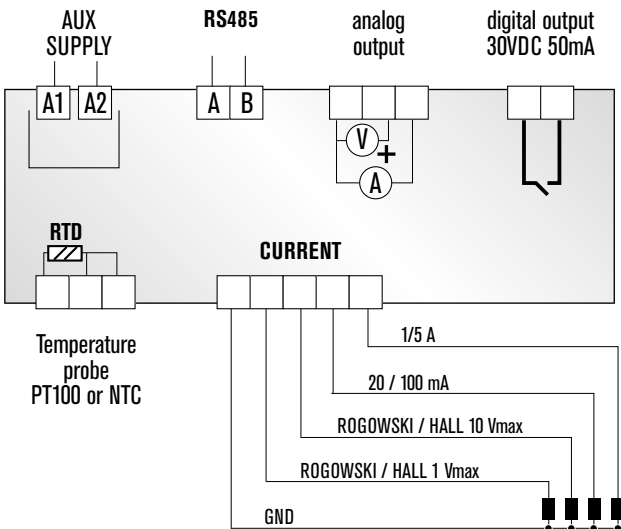 AUX
SUPPLY
RS485
analog
output
digital output
30VDC 50mA
A1
A2
A
B
V
+
A
RTD
CURRENT
Temperature
probe
PT100 or NTC
1/5 A
20 / 100 mA
ROGOWSKI / HALL 10 Vmax
ROGOWSKI / HALL 1 Vmax
GND